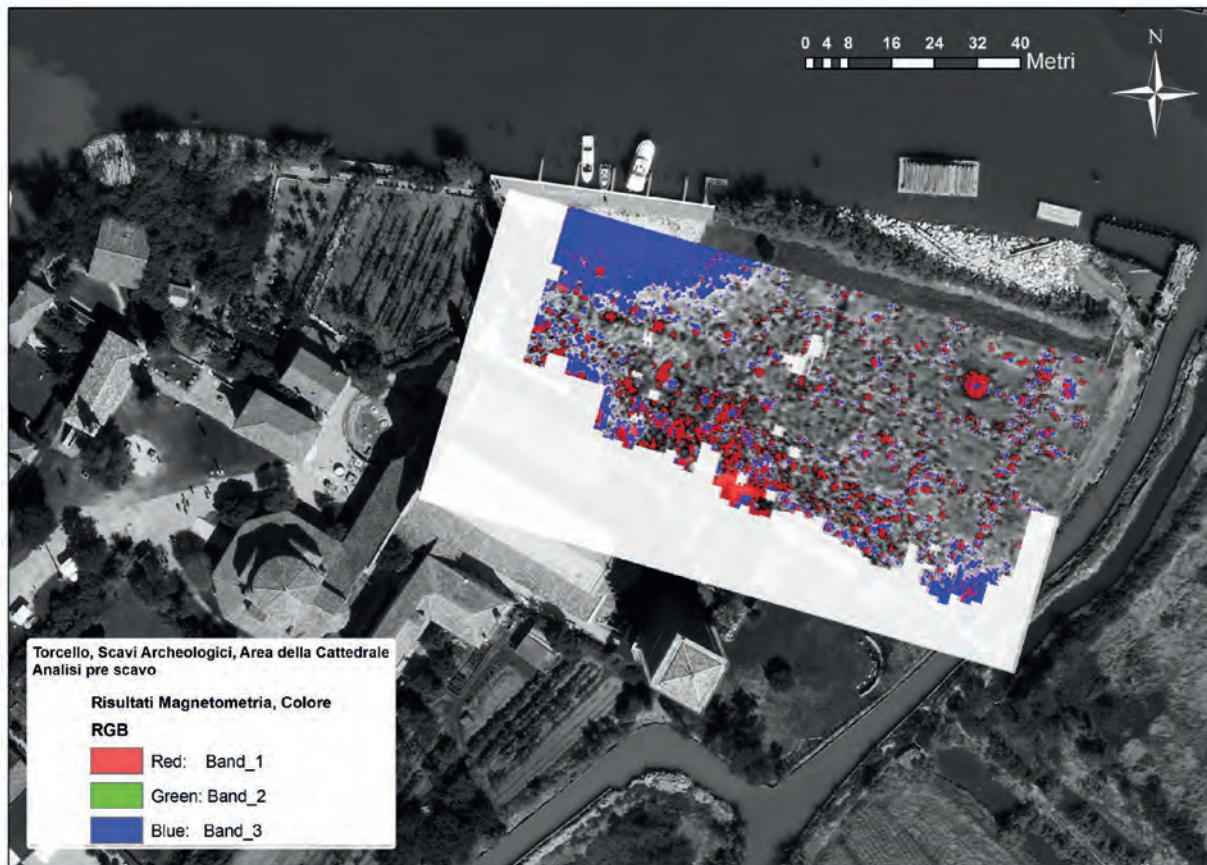 0 4 8 16 24 32 40
Metri
N
Torcello, Scavi Archeologici, Area della Cattedrale
Analisi pre scavo
Risultati Magnetometria, Colore
RGB
Red: Band_1
Green: Band_2
Blue: Band_3